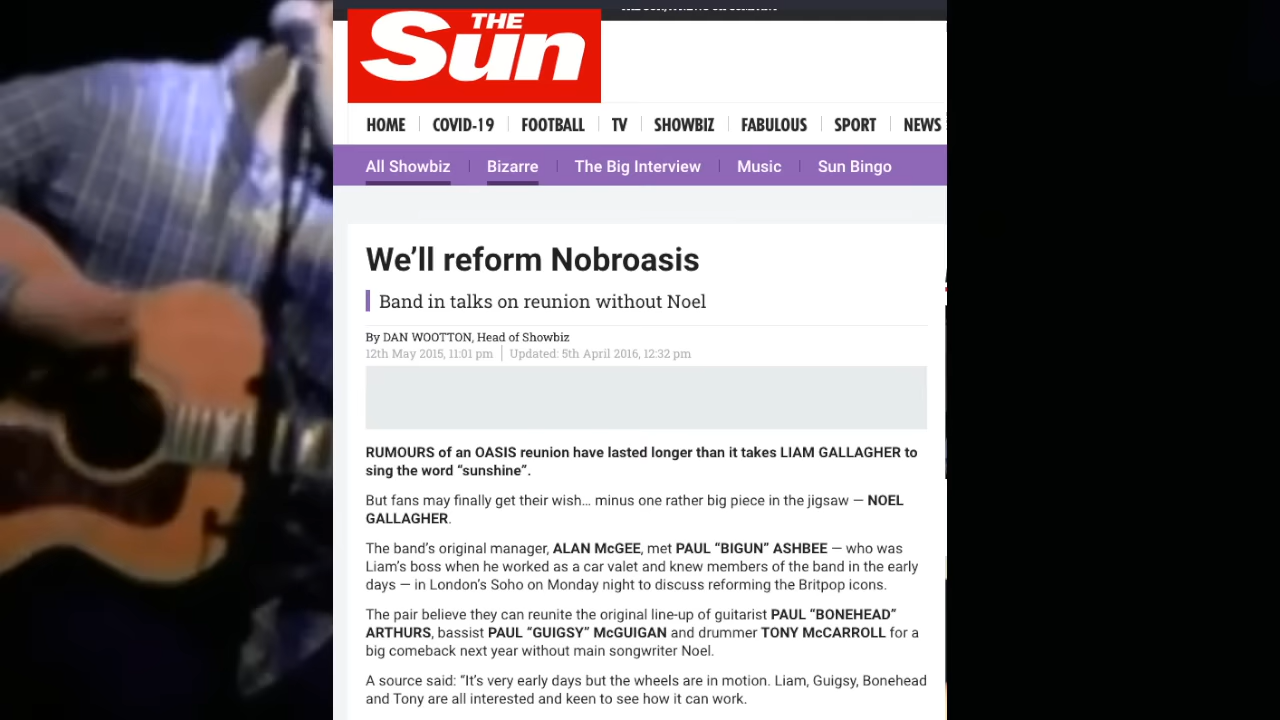 THE
Sun
HOME COVID-19 FOOTBALL TV SHOWBIZ FABULOUS SPORT NEWS
All Showbiz Bizarre The Big Interview Music Sun Bingo
We'll reform Nobroasis
Band in talks on reunion without Noel
By DAN WOOTTON, Head of Showbiz
12th May 2015, 11:01 pm Updated: 5th April 2016, 12:32 pm
RUMOURS of an OASIS reunion have lasted longer than it takes LIAM GALLAGHER to
sing the word “sunshine”.
But fans may finally get their wish... minus one rather big piece in the jigsaw — NOEL
GALLAGHER.
The band's original manager, ALAN McGEE, met PAUL “BIGUN” ASHBEE — who was
Liam's boss when he worked as a car valet and knew members of the band in the early
days — in London's Soho on Monday night to discuss reforming the Britpop icons.
The pair believe they can reunite the original line-up of guitarist PAUL “BONEHEAD”
ARTHURS, bassist PAUL “GUIGSY” McGUIGAN and drummer TONY McCARROLL for a
big comeback next year without main songwriter Noel.
A source said: “It's very early days but the wheels are in motion. Liam, Guigsy, Bonehead
and Tony are all interested and keen to see how it can work.